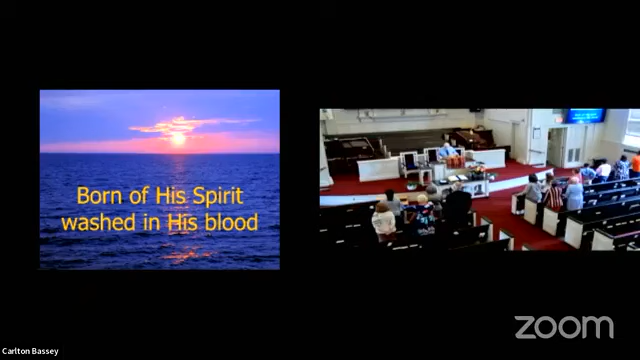 Born of His Spirit
washed in His blood
Carlton Bassey
zoom